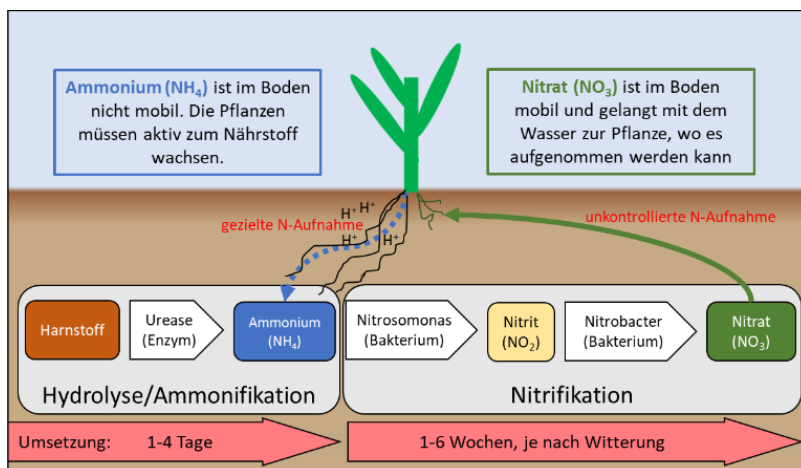 Ammonium (NH₄) ist im Boden
nicht mobil. Die Pflanzen
müssen aktiv zum Nährstoff
wachsen.
Nitrat (NO₃) ist im Boden
mobil und gelangt mit dem
Wasser zur Pflanze, wo es
aufgenommen werden kann
H⁺
H⁺
gezielte N-Aufnahme
H⁺
H⁺
unkontrollierte N-Aufnahme
Harnstoff
Urease
(Enzym)
Ammonium
(NH₄)
Nitrosomonas
(Bakterium)
Nitrit
(NO₂)
Nitrobacter
(Bakterium)
Nitrat
(NO₃)
Hydrolyse/Ammonifikation
Nitrifikation
Umsetzung: 1-4 Tage
1-6 Wochen, je nach Witterung